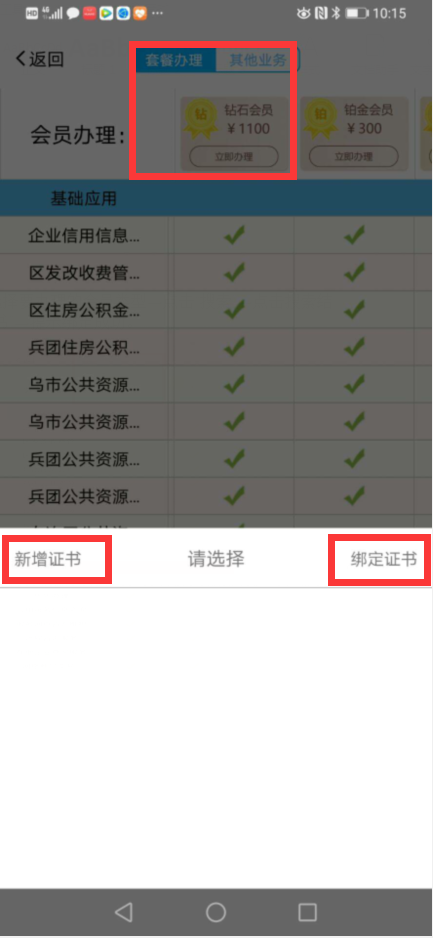 HD 46 10:15
返回
套餐办理 其他业务
会员办理：
钻
钻石会员
￥1100
立即办理
铂
铂金会员
￥300
立即办理
基础应用
企业信用信息...
区发改收费管...
区住房公积金...
兵团住房公积...
乌市公共资源...
乌市公共资源...
兵团公共资源...
兵团公共资源...
新增证书 请选择 绑定证书